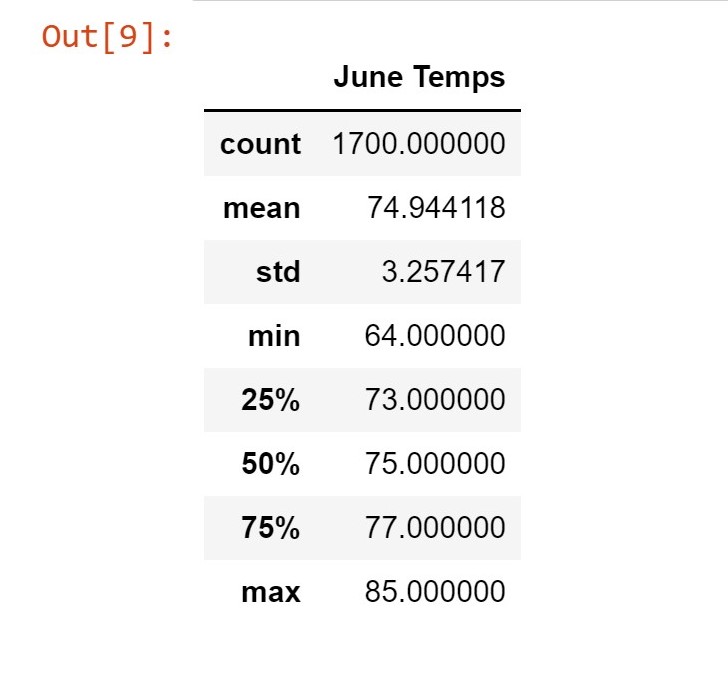 Out[9]:
June Temps
count 1700.000000
mean 74.944118
std 3.257417
min 64.000000
25% 73.000000
50% 75.000000
75% 77.000000
max 85.000000